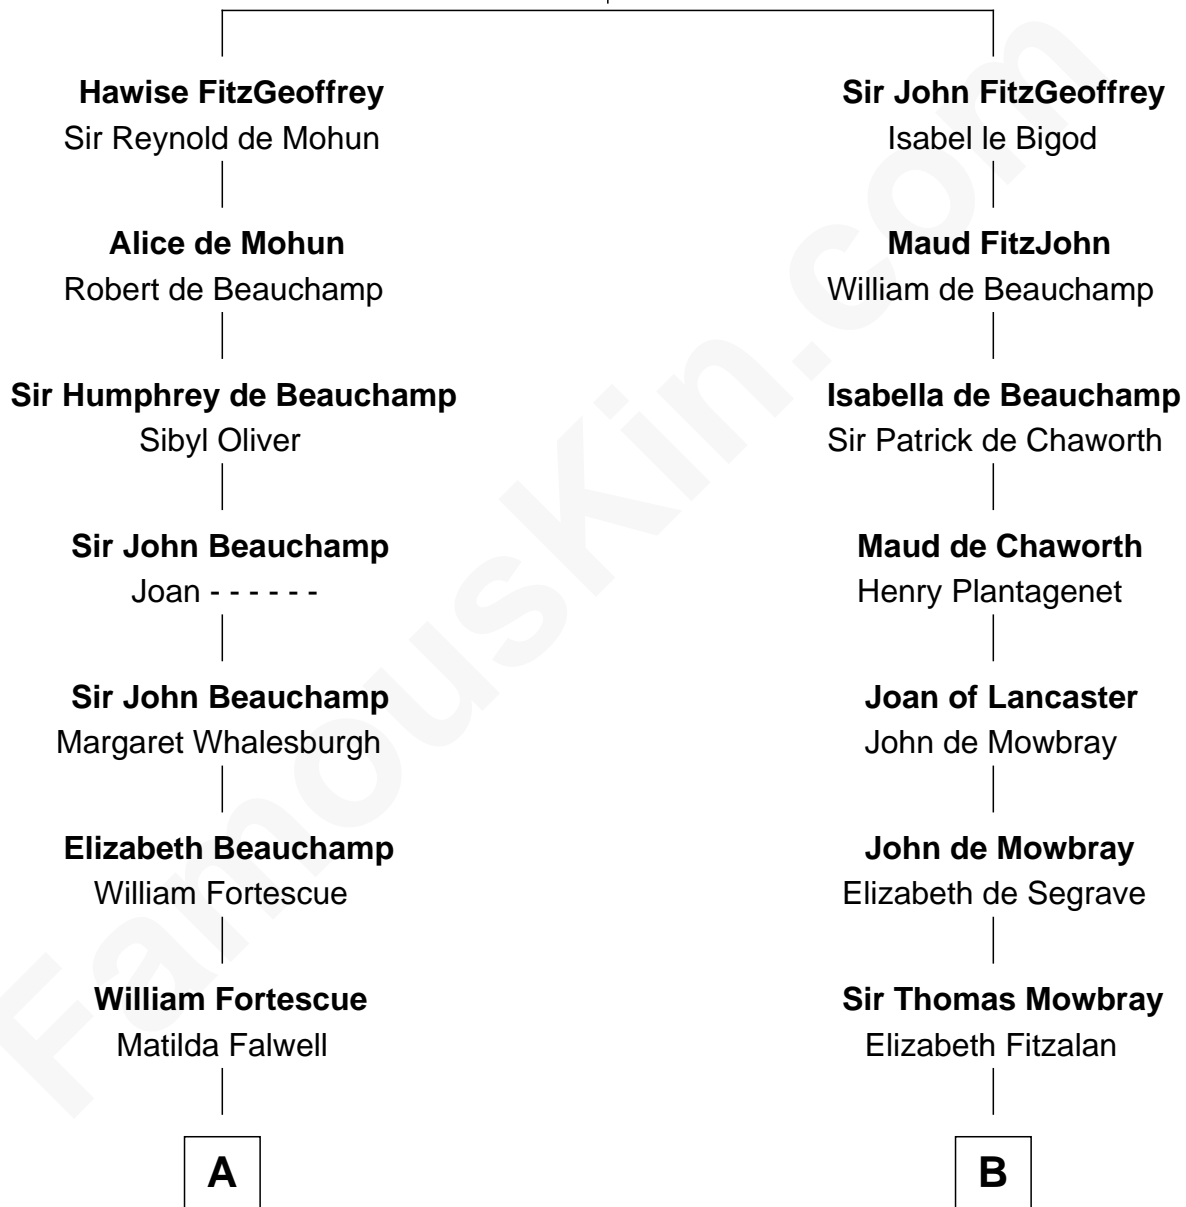 Hawise FitzGeoffrey
Sir Reynold de Mohun
Alice de Mohun
Robert de Beauchamp
Sir Humphrey de Beauchamp
Sibyl Oliver
Sir John Beauchamp
Joan - - - - - -
Sir John Beauchamp
Margaret Whalesburgh
Elizabeth Beauchamp
William Fortescue
William Fortescue
Matilda Falwell
A
Sir John FitzGeoffrey
Isabel le Bigod
Maud FitzJohn
William de Beauchamp
Isabella de Beauchamp
Sir Patrick de Chaworth
Maud de Chaworth
Henry Plantagenet
Joan of Lancaster
John de Mowbray
John de Mowbray
Elizabeth de Segrave
Sir Thomas Mowbray
Elizabeth Fitzalan
B
FamousKin.com